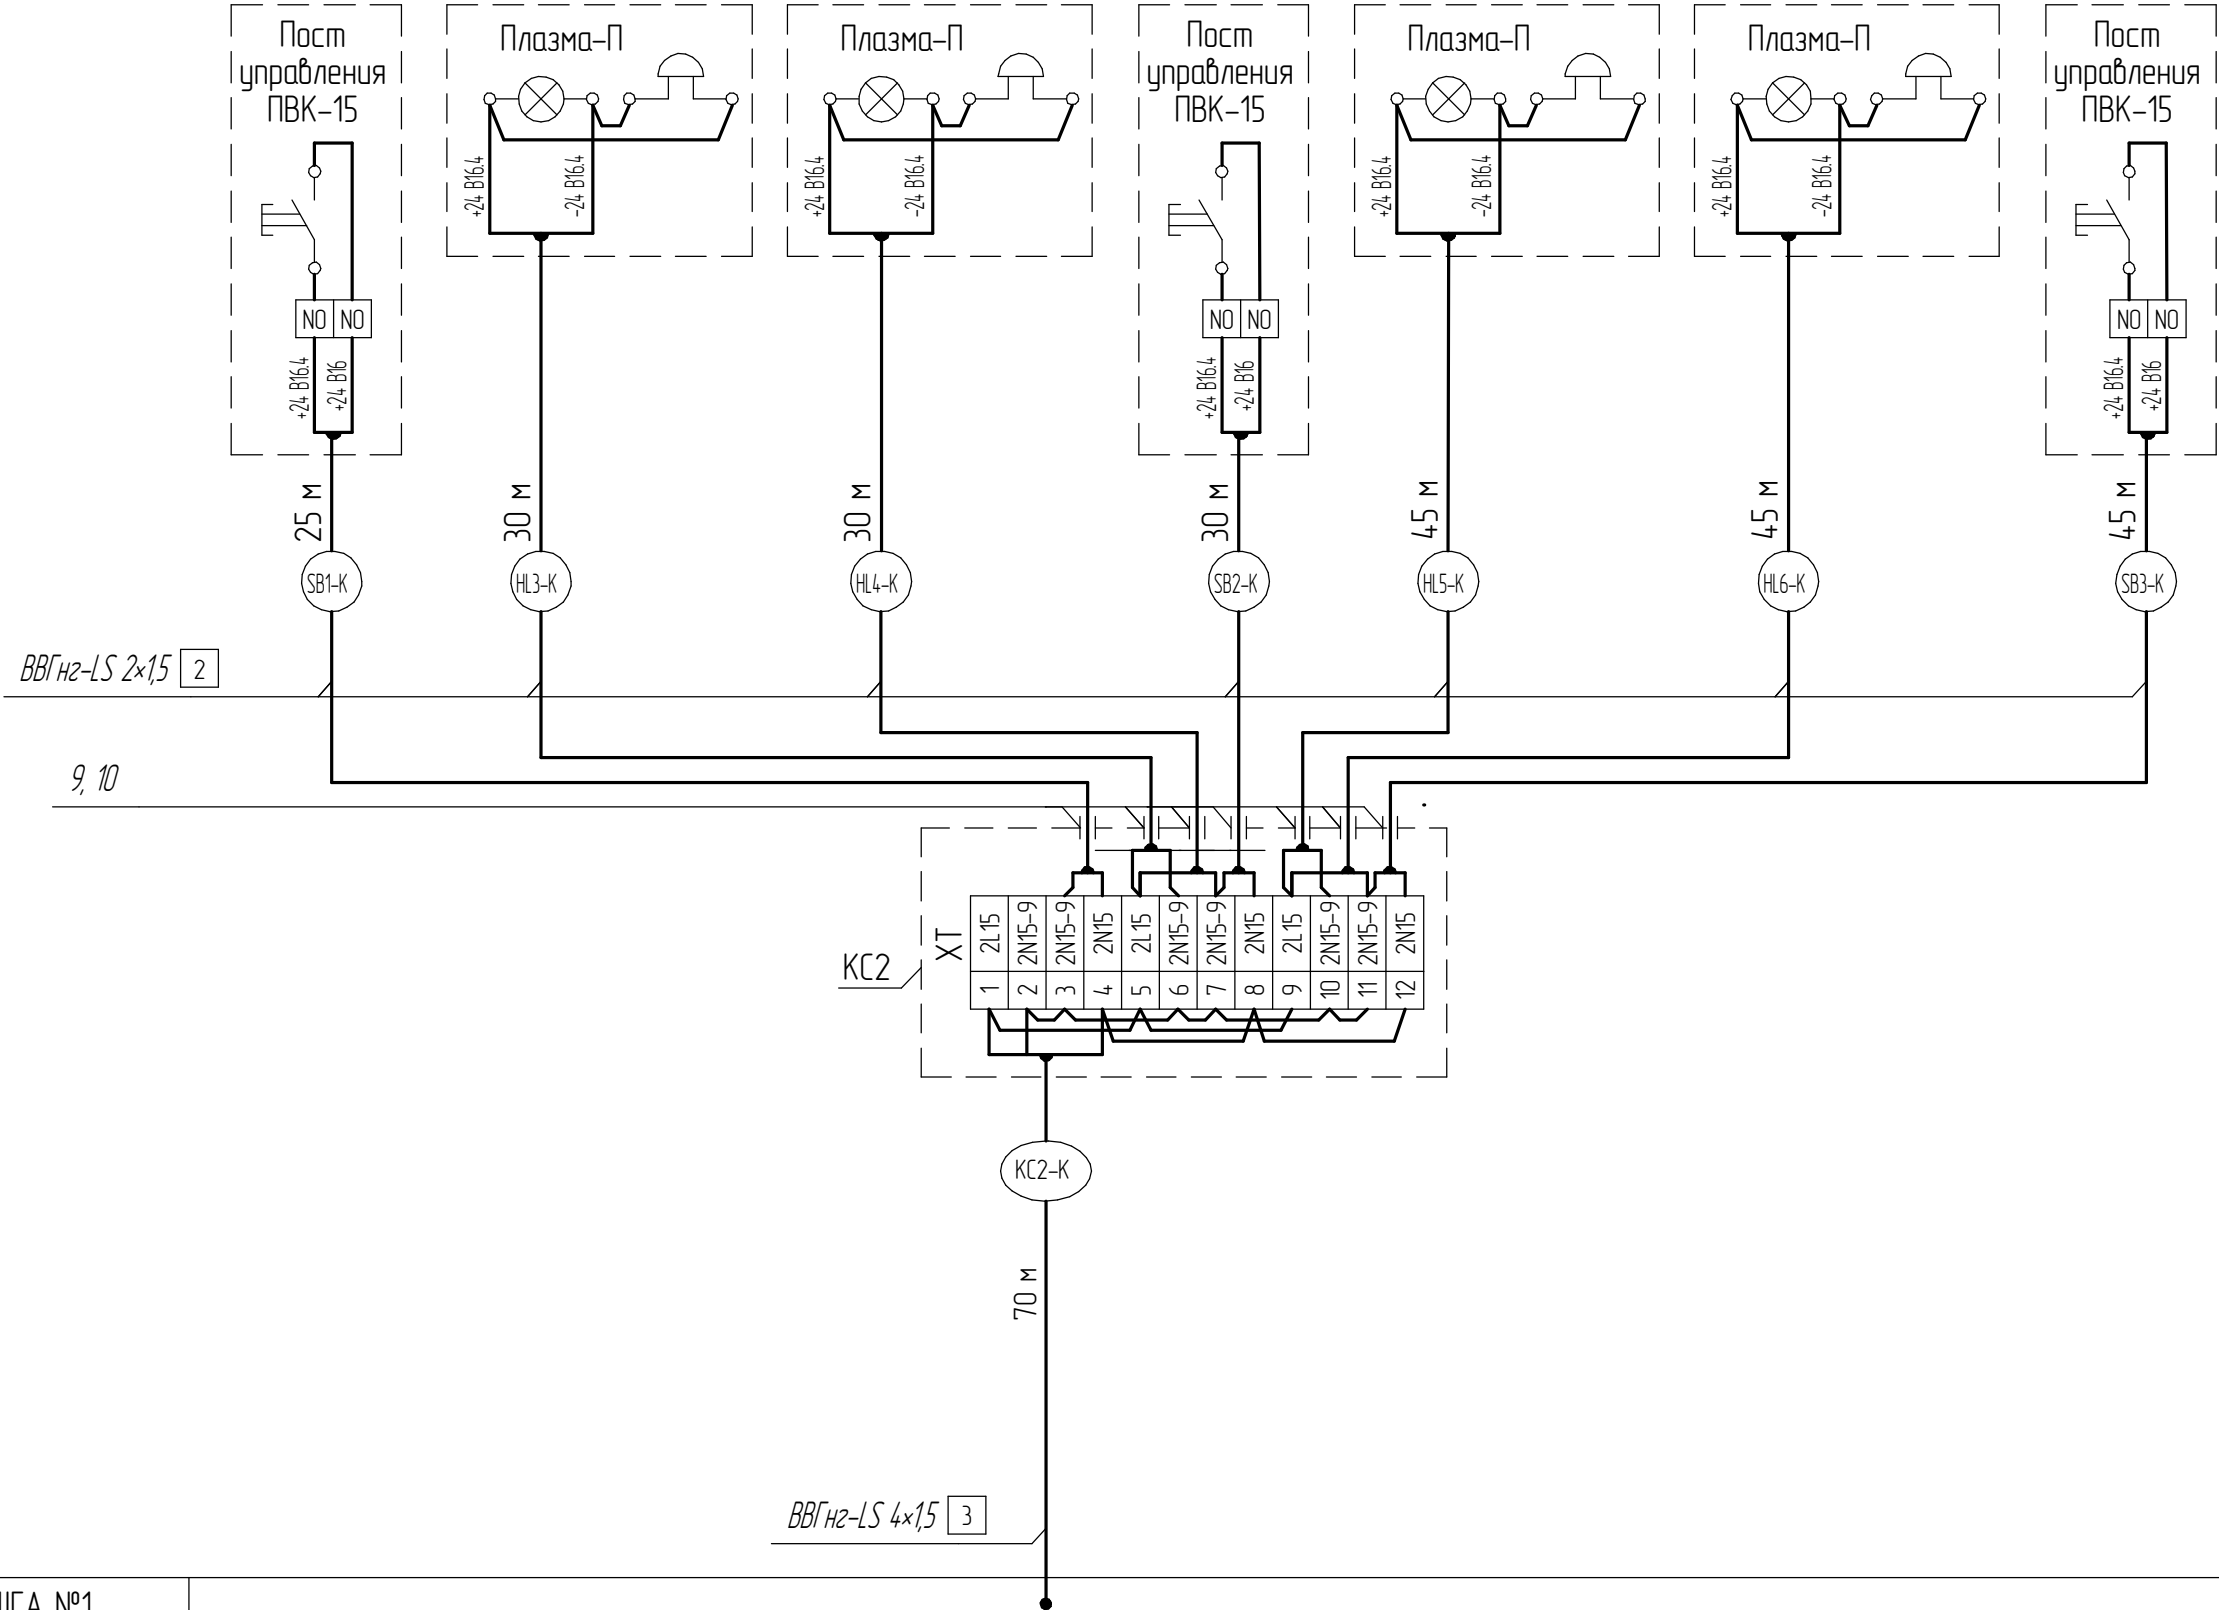 Пост
управления
ПВК-15
Плазма-П
Плазма-П
Пост
управления
ПВК-15
Плазма-П
Плазма-П
Пост
управления
ПВК-15
+24 В16.4
-24 В16.4
+24 В16.4
-24 В16.4
+24 В16.4
-24 В16.4
+24 В16.4
-24 В16.4
NO NO
NO NO
NO NO
+24 В16.4
+24 В16
+24 В16.4
+24 В16
+24 В16.4
+24 В16
25 м
30 м
30 м
30 м
45 м
45 м
45 м
SB1-K
HL3-K
HL4-K
SB2-K
HL5-K
HL6-K
SB3-K
ВВГнг-LS 2×1,5 2
9, 10
КС2
XT
2L15 2N15-9 2N15-9 2N15 2L15 2N15-9 2N15-9 2N15 2L15 2N15-9 2N15-9 2N15
1 2 3 4 5 6 7 8 9 10 11 12
КС2-К
70 м
ВВГнг-LS 4×1,5 3
№1